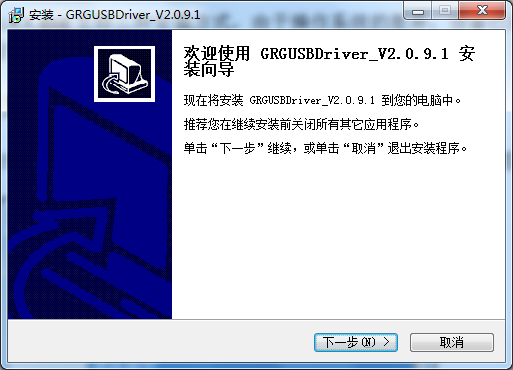 安装 - GRGUSBDriver_V2.0.9.1
欢迎使用 GRGUSBDriver_V2.0.9.1 安
装向导
现在将安装 GRGUSBDriver_V2.0.9.1 到您的电脑中。
推荐您在继续安装前关闭所有其它应用程序。
单击“下一步”继续，或单击“取消”退出安装程序。
下一步(N) >
取消